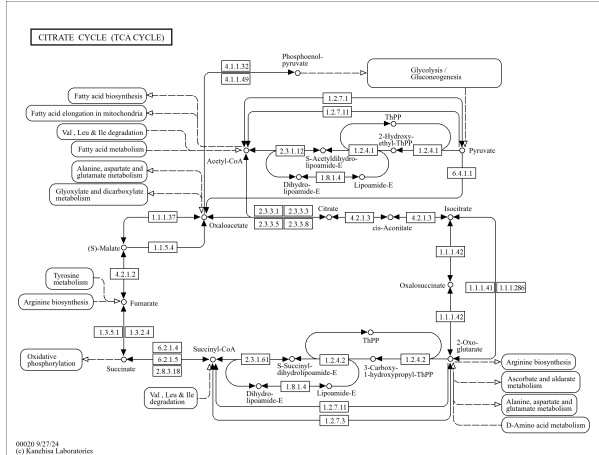 CITRATE CYCLE (TCA CYCLE)
Phosphoenol-
pyruvate
4.1.1.32
4.1.1.49
Glycolysis /
Gluconeogenesis
Fatty acid biosynthesis
Fatty acid elongation in mitochondria
Val , Leu & Ile degradation
Fatty acid metabolism
Alanine, aspartate and
glutamate metabolism
Glyoxylate and dicarboxylate
metabolism
1.2.7.1
1.2.7.11
ThPP
2-Hydroxy-
ethyl-ThPP
Acetyl-CoA
2.3.1.12
S-Acetyldihydro-
lipoamide-E
1.2.4.1
1.2.4.1
Pyruvate
Dihydro-
lipoamide-E
1.8.1.4
Lipoamide-E
6.4.1.1
1.1.1.37
Oxaloacetate
2.3.3.1
2.3.3.3
2.3.3.5
2.3.3.8
Citrate
4.2.1.3
cis-Aconitate
4.2.1.3
Isocitrate
(S)-Malate
1.1.5.4
1.1.1.42
Oxalosuccinate
1.1.1.41
1.1.1.286
1.1.1.42
4.2.1.2
Tyrosine
metabolism
Arginine biosynthesis
Fumarate
1.3.5.1
1.3.2.4
Oxidative
phosphorylation
Succinate
6.2.1.4
6.2.1.5
2.8.3.18
Succinyl-CoA
2.3.1.61
S-Succinyl-
dihydrolipoamide-E
ThPP
1.2.4.2
1.2.4.2
3-Carboxy-
1-hydroxypropyl-ThPP
2-Oxo-
glutarate
Val , Leu & Ile
degradation
Dihydro-
lipoamide-E
1.8.1.4
Lipoamide-E
1.2.7.11
1.2.7.3
Arginine biosynthesis
Ascorbate and aldarate
metabolism
Alanine, aspartate and
glutamate metabolism
D-Amino acid metabolism
00020 9/27/24
(c) Kanehisa Laboratories